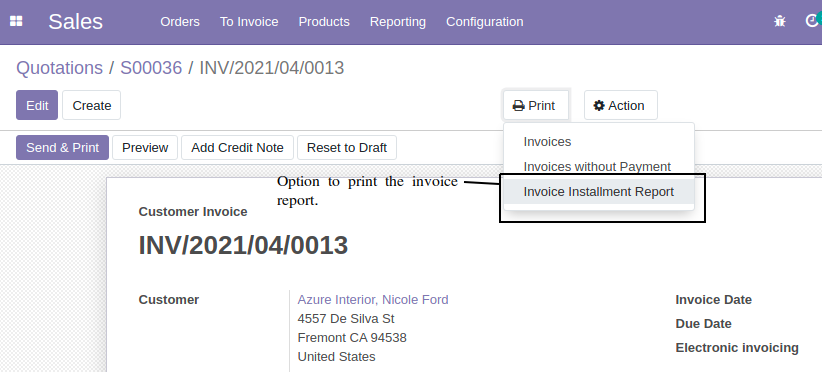 Sales Orders To Invoice Products Reporting Configuration
Quotations / S00036 / INV/2021/04/0013
Edit Create Print Action
Send & Print Preview Add Credit Note Reset to Draft
Invoices
Invoices without Payment
Invoice Installment Report
Option to print the invoice
report.
Customer Invoice
INV/2021/04/0013
Customer Azure Interior, Nicole Ford Invoice Date
4557 De Silva St
Due Date
Fremont CA 94538
Electronic invoicing
United States